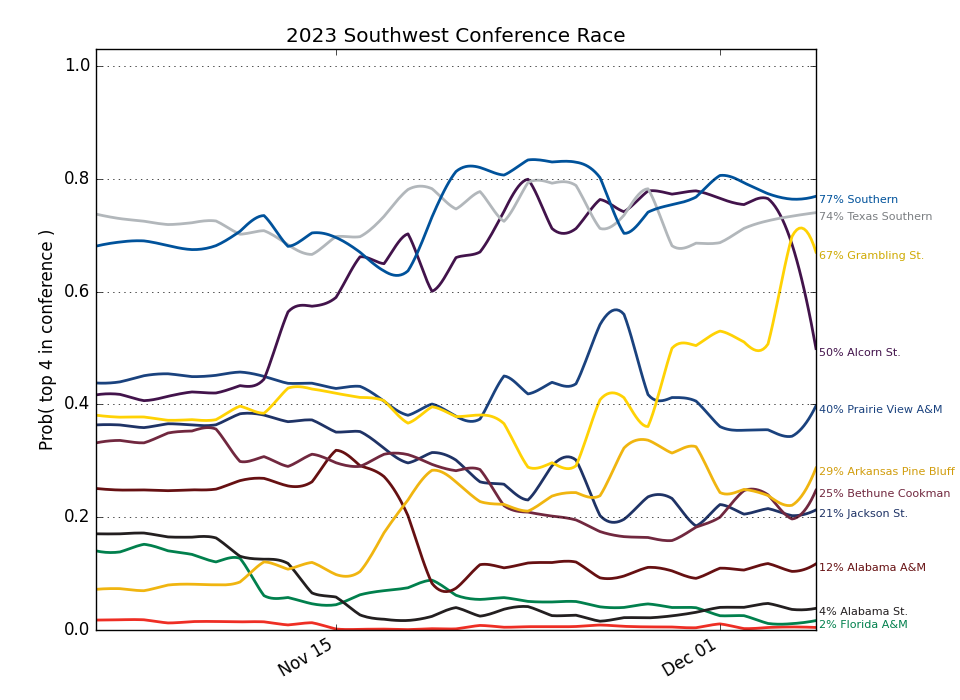 2023 Southwest Conference Race
Prob( top 4 in conference )
1.0
0.8
0.6
0.4
0.2
0.0
Nov 15
Dec 01
77% Southern
74% Texas Southern
67% Grambling St.
50% Alcorn St.
40% Prairie View A&M
29% Arkansas Pine Bluff
25% Bethune Cookman
21% Jackson St.
12% Alabama A&M
4% Alabama St.
2% Florida A&M